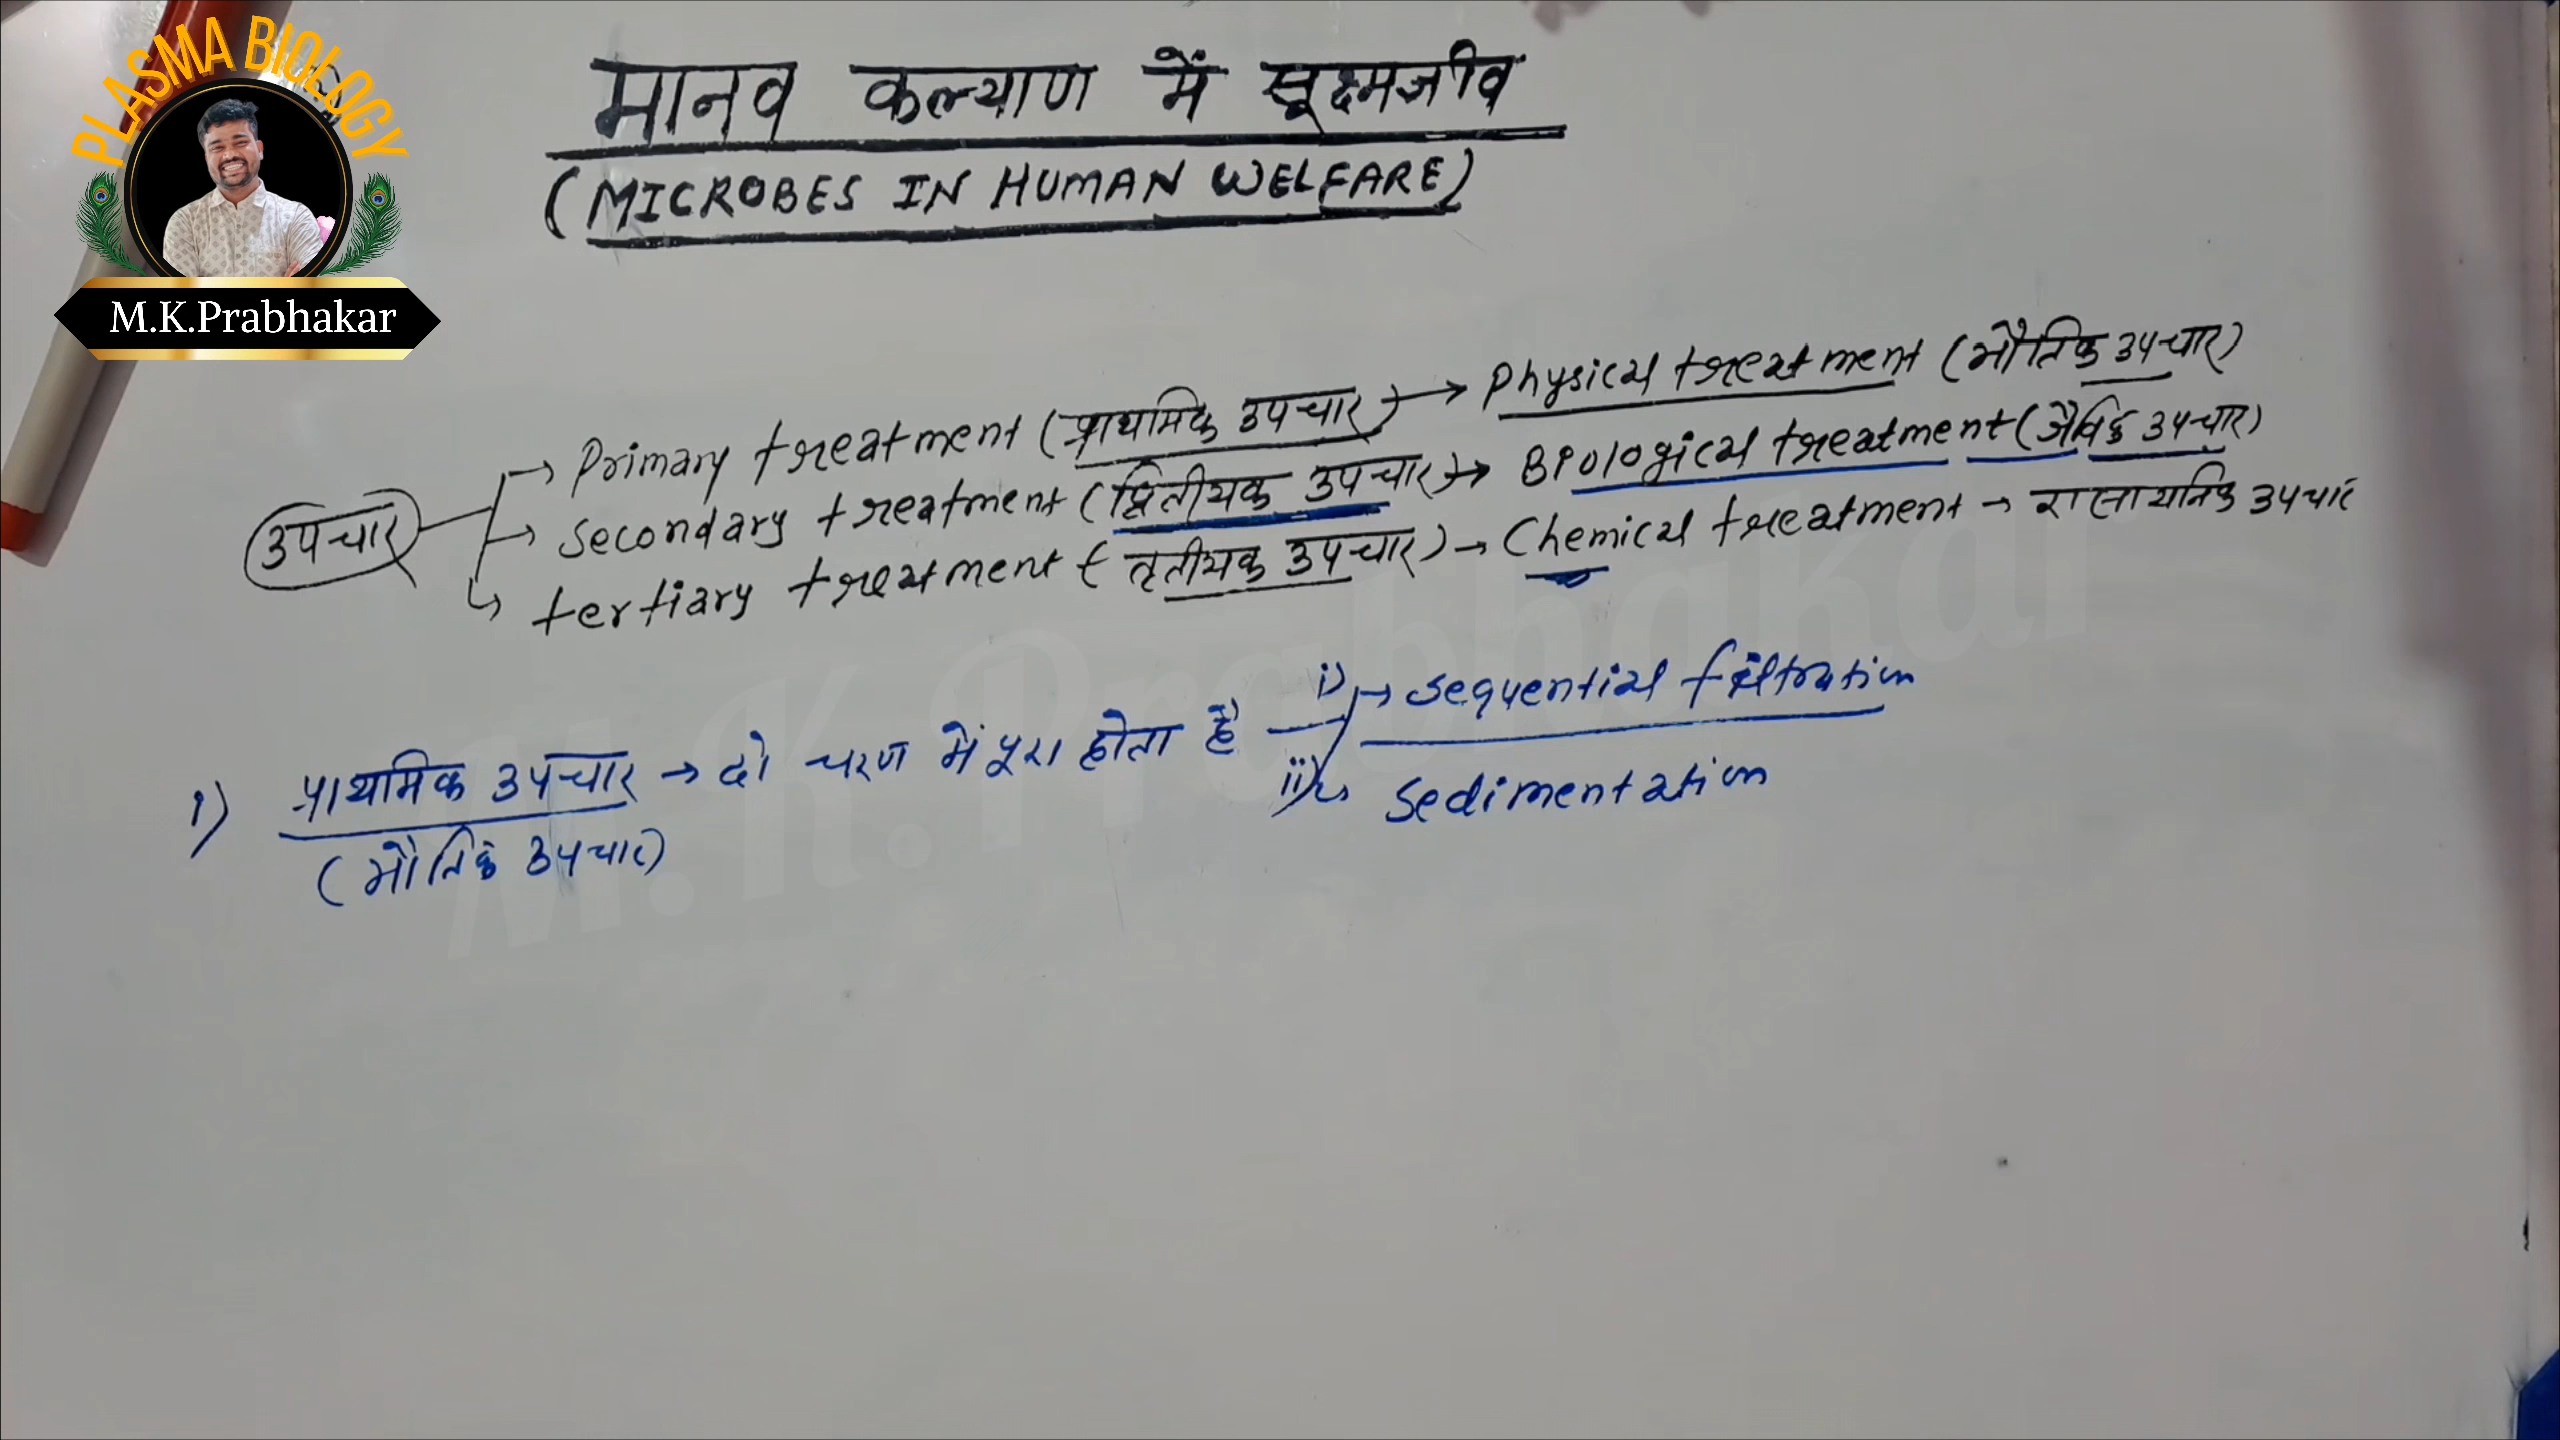 PLASMA BIOLOGY
M.K.Prabhakar
मानव कल्याण में सूक्ष्मजीव
(MICROBES IN HUMAN WELFARE)
उपचार
→ Primary treatment (प्राथमिक उपचार) → Physical treatment (भौतिक उपचार)
→ Secondary treatment (द्वितीयक उपचार) → Biological treatment (जैविक उपचार)
→ tertiary treatment (तृतीयक उपचार) → Chemical treatment → रासायनिक उपचार
i) → Sequential filtration
i) प्राथमिक उपचार → दो चरण में पूरा होता है
ii) → Sedimentation
(भौतिक उपचार)
M.K.Prabhakar